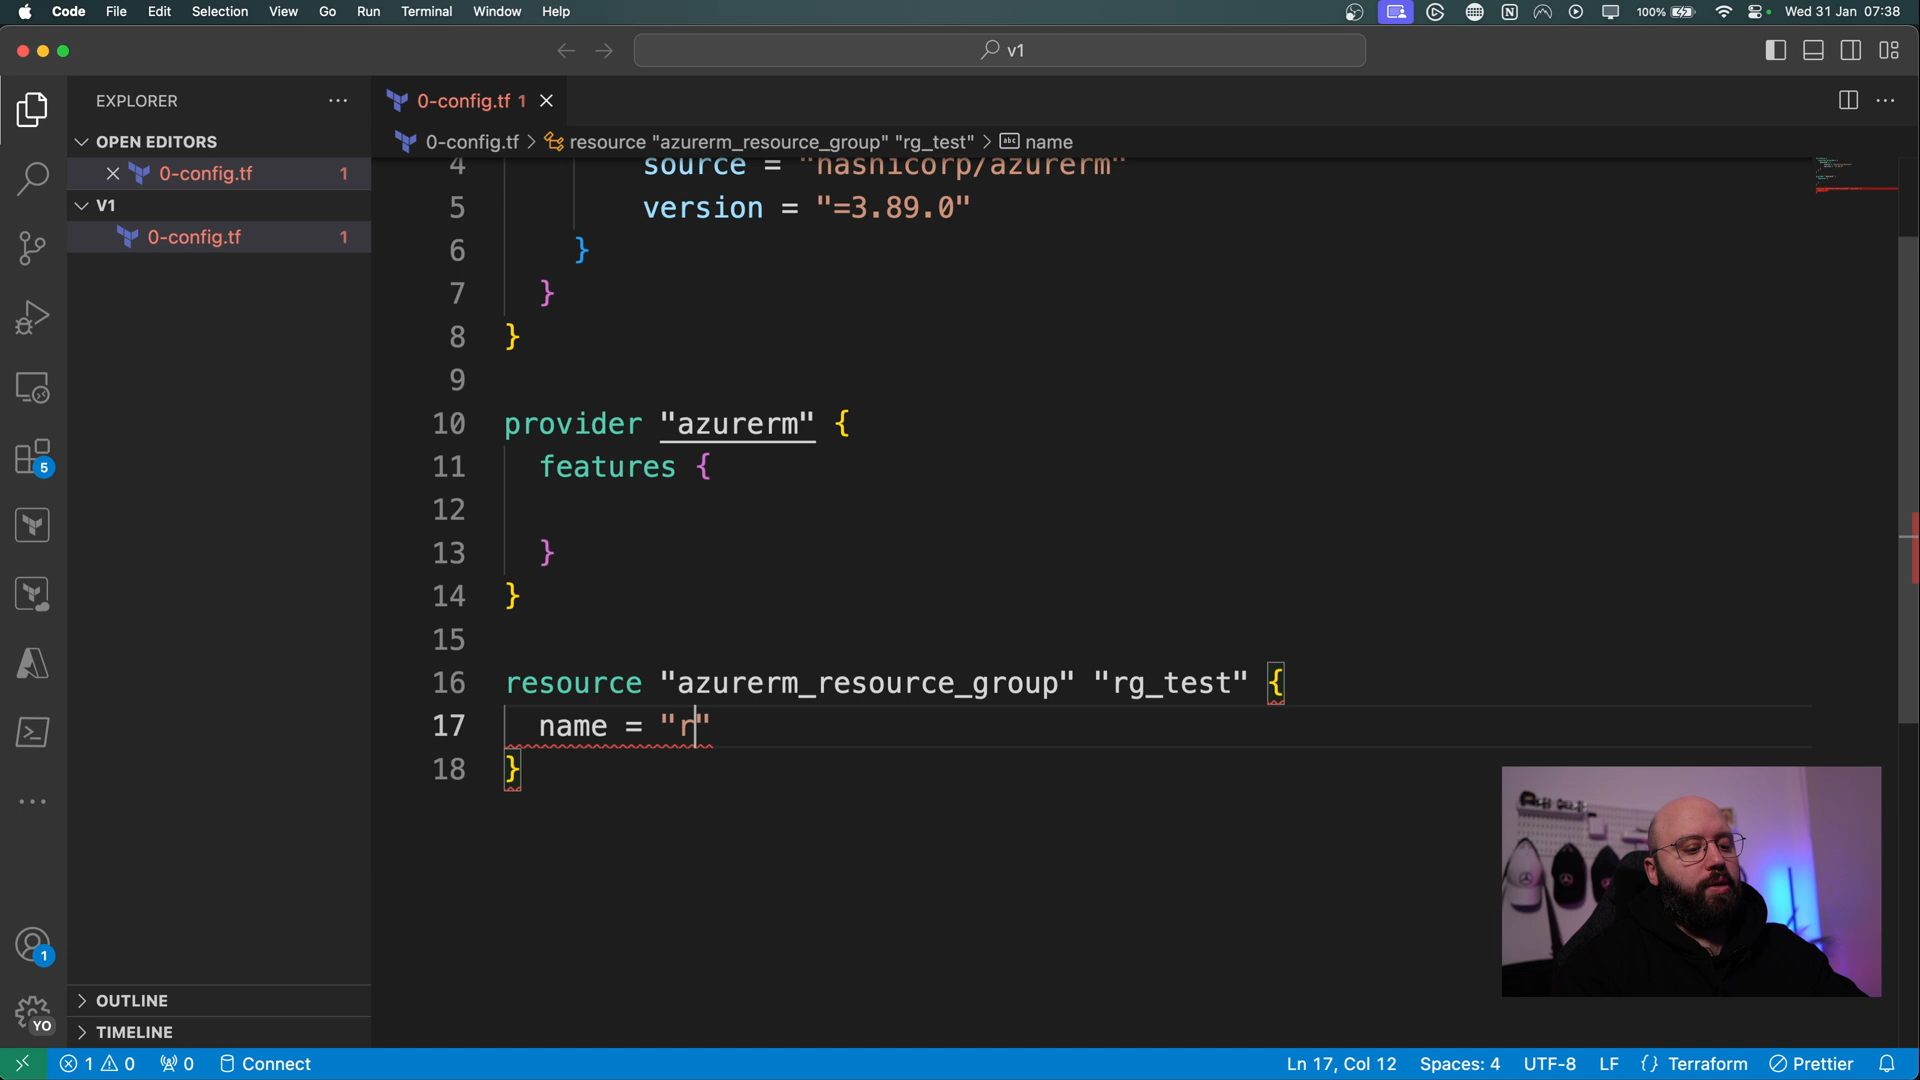 Code File Edit Selection View Go Run Terminal Window Help 100% Wed 31 Jan 07:38
v1
EXPLORER
OPEN EDITORS
0-config.tf 1
V1
0-config.tf 1
OUTLINE
TIMELINE
0-config.tf 1
0-config.tf > resource "azurerm_resource_group" "rg_test" > abc name
4 source = "hashicorp/azurerm"
5 version = "=3.89.0"
6 }
7 }
8 }
9
10 provider "azurerm" {
11 features {
12
13 }
14 }
15
16 resource "azurerm_resource_group" "rg_test" {
17 name = "r"
18 }
5
1
YO
1 0 0 Connect Ln 17, Col 12 Spaces: 4 UTF-8 LF {} Terraform Prettier